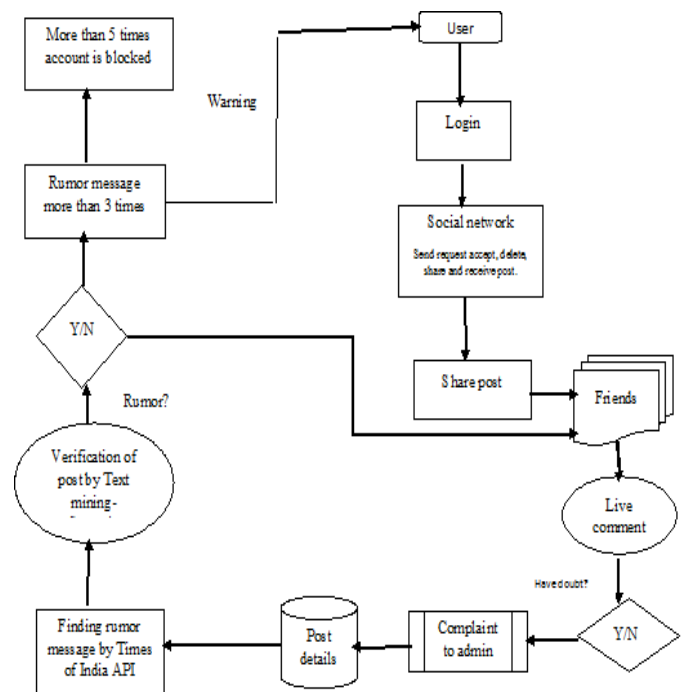 More than 5 times
account is blocked
User
Warning
Login
Rumor message
more than 3 times
Social network
Send request accept, delete,
share and receive post.
Y/N
Share post
Friends
Rumor?
Verification of
post by Text
mining-
Live
comment
Have doubt?
Finding rumor
message by Times
of India API
Post
details
Complaint
to admin
Y/N